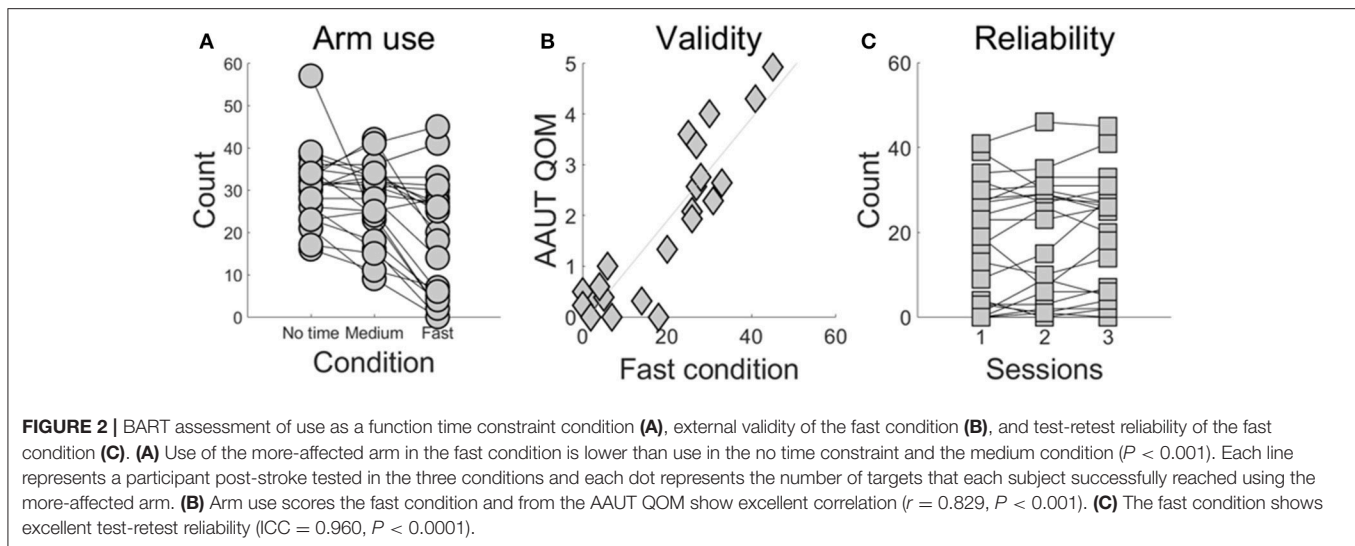 A Arm use
60
50
40
30
20
10
0
Count
No time Medium Fast
Condition
B Validity
5
4
3
2
1
0
AAUT QOM
0 20 40 60
Fast condition
C Reliability
60
40
20
0
Count
1 2 3
Sessions
FIGURE 2 | BART assessment of use as a function time constraint condition (A), external validity of the fast condition (B), and test-retest reliability of the fast
condition (C). (A) Use of the more-affected arm in the fast condition is lower than use in the no time constraint and the medium condition (P < 0.001). Each line
represents a participant post-stroke tested in the three conditions and each dot represents the number of targets that each subject successfully reached using the
more-affected arm. (B) Arm use scores the fast condition and from the AAUT QOM show excellent correlation (r = 0.829, P < 0.001). (C) The fast condition shows
excellent test-retest reliability (ICC = 0.960, P < 0.0001).